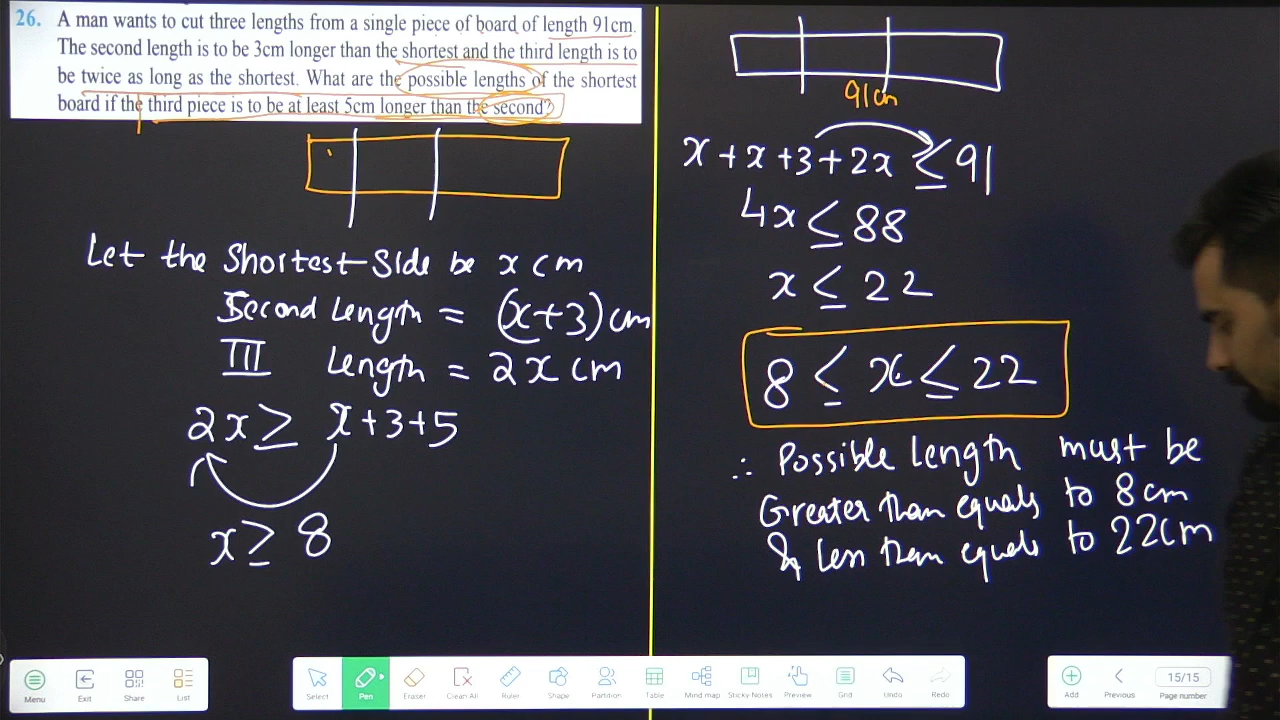 26. A man wants to cut three lengths from a single piece of board of length 91cm.
The second length is to be 3cm longer than the shortest and the third length is to
be twice as long as the shortest. What are the possible lengths of the shortest
board if the third piece is to be at least 5cm longer than the second?
Let the Shortest Side be x cm
Second Length = (x+3) cm
III Length = 2x cm
2x ≥ x+3+5
x ≥ 8
91cm
x + x + 3 + 2x ≤ 91
4x ≤ 88
x ≤ 22
8 ≤ x ≤ 22
∴ Possible Length must be
Greater than equals to 8cm
& less than equals to 22cm
Menu Exit Share List
Select Pen Eraser Clean All Ruler Shape Partition Table Mind map Sticky Notes Preview Grid Undo Redo
Add Previous 15/15 Page number